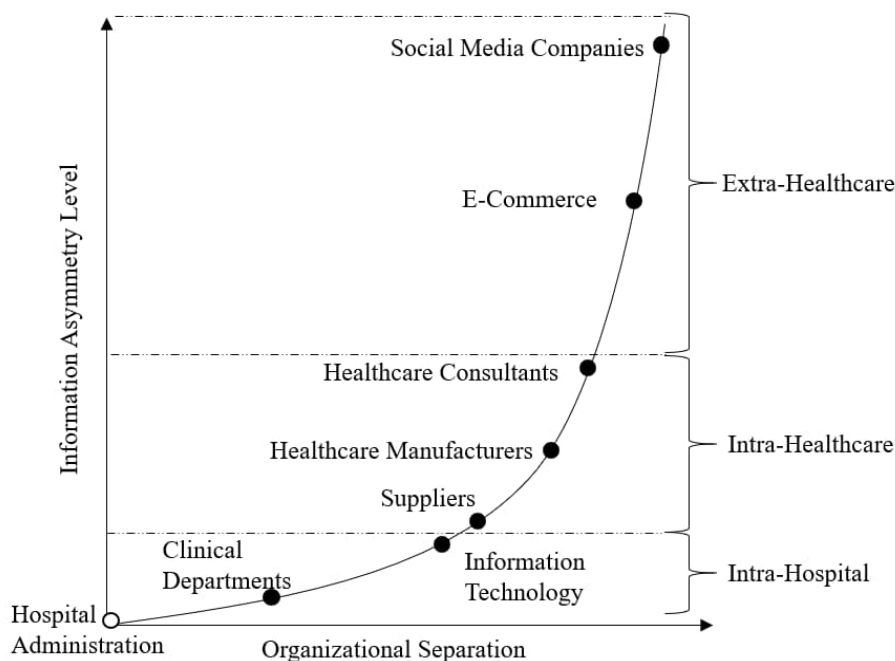 Social Media Companies
E-Commerce
Extra-Healthcare
Information Asymmetry Level
Healthcare Consultants
Healthcare Manufacturers
Intra-Healthcare
Suppliers
Clinical
Departments
Information
Technology
Intra-Hospital
Hospital
Administration
Organizational Separation